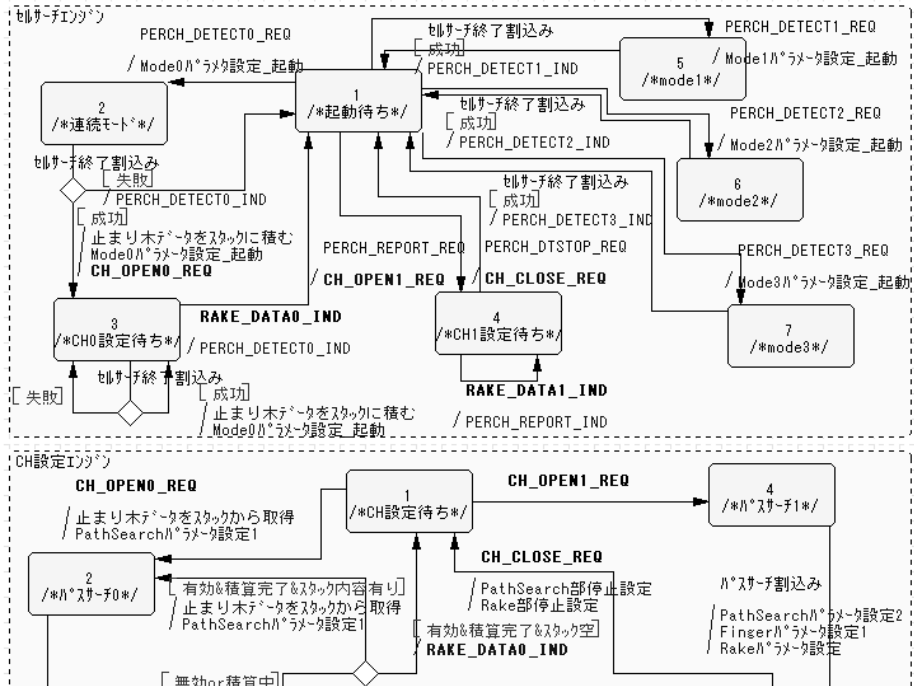 ｾﾙｻｰﾁｴﾝｼﾞﾝ
PERCH_DETECT0_REQ
/ Mode0ﾊﾟﾗﾒｰﾀ設定_起動
ｾﾙｻｰﾁ終了割込み
[ 成功]
/ PERCH_DETECT1_IND
PERCH_DETECT1_REQ
/ Mode1ﾊﾟﾗﾒｰﾀ設定_起動
5
/*mode1*/
2
/*連続ﾓｰﾄﾞ*/
1
/*起動待ち*/
ｾﾙｻｰﾁ終了割込み
[ 成功]
/ PERCH_DETECT2_IND
PERCH_DETECT2_REQ
/ Mode2ﾊﾟﾗﾒｰﾀ設定_起動
6
/*mode2*/
ｾﾙｻｰﾁ終了割込み
[ 失敗]
/ PERCH_DETECT0_IND
[ 成功]
/ 止まり木ﾃﾞｰﾀをｽﾀｯｸに積む
Mode0ﾊﾟﾗﾒｰﾀ設定_起動
CH_OPEN0_REQ
ｾﾙｻｰﾁ終了割込み
[ 成功]
/ PERCH_DETECT3_IND
PERCH_REPORT_REQ
/ CH_OPEN1_REQ
PERCH_DTSTOP_REQ
/ CH_CLOSE_REQ
PERCH_DETECT3_REQ
/ Mode3ﾊﾟﾗﾒｰﾀ設定_起動
3
/*CH0設定待ち*/
RAKE_DATA0_IND
/ PERCH_DETECT0_IND
4
/*CH1設定待ち*/
7
/*mode3*/
ｾﾙｻｰﾁ終了割込み
[ 失敗]
[ 成功]
/ 止まり木ﾃﾞｰﾀをｽﾀｯｸに積む
Mode0ﾊﾟﾗﾒｰﾀ設定_起動
RAKE_DATA1_IND
/ PERCH_REPORT_IND
CH設定ｴﾝｼﾞﾝ
CH_OPEN0_REQ
/ 止まり木ﾃﾞｰﾀをｽﾀｯｸから取得
PathSearchﾊﾟﾗﾒｰﾀ設定1
1
/*CH設定待ち*/
CH_OPEN1_REQ
4
/*ﾊﾟｽｻｰﾁ1*/
2
/*ﾊﾟｽｻｰﾁ0*/
[ 有効&積算完了&ｽﾀｯｸ内容有り]
/ 止まり木ﾃﾞｰﾀをｽﾀｯｸから取得
PathSearchﾊﾟﾗﾒｰﾀ設定1
CH_CLOSE_REQ
/ PathSearch部停止設定
Rake部停止設定
[ 有効&積算完了&ｽﾀｯｸ空]
/ RAKE_DATA0_IND
ﾊﾟｽｻｰﾁ割込み
/ PathSearchﾊﾟﾗﾒｰﾀ設定2
Fingerﾊﾟﾗﾒｰﾀ設定1
Rakeﾊﾟﾗﾒｰﾀ設定
[ 無効or積算中]